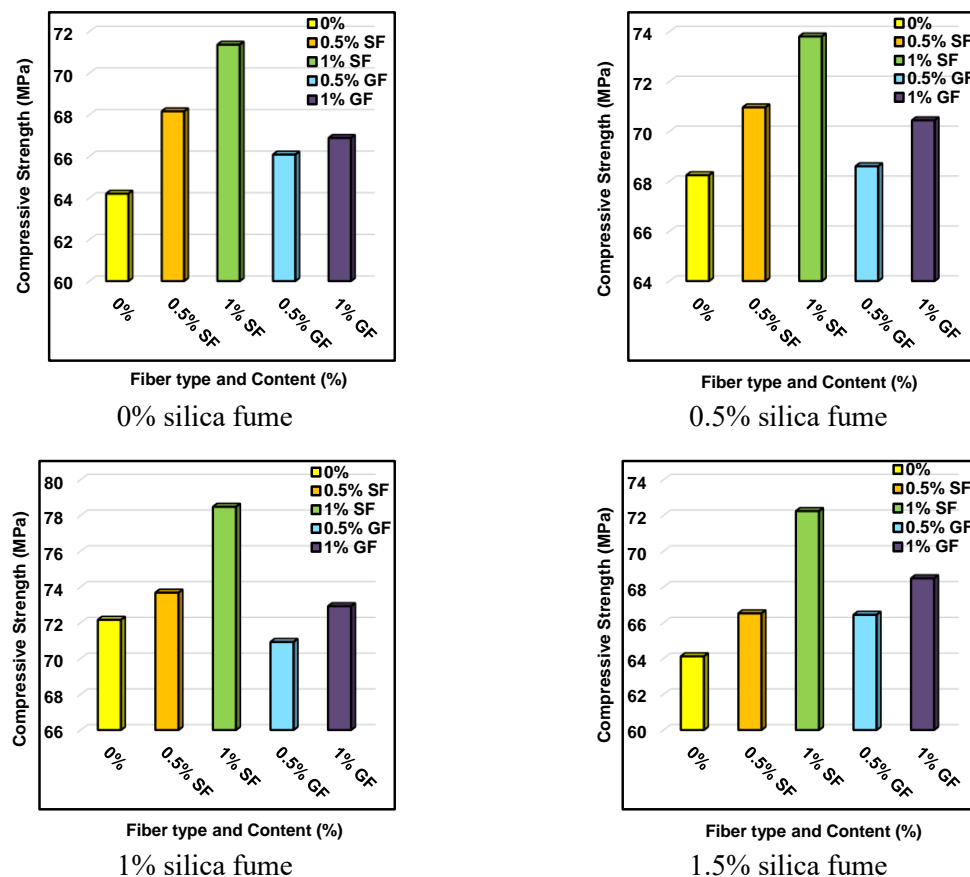 Compressive Strength (MPa)
72
70
68
66
64
62
60
0%
0.5% SF
1% SF
0.5% GF
1% GF
0%
0.5% SF
1% SF
0.5% GF
1% GF
Fiber type and Content (%)
0% silica fume
Compressive Strength (MPa)
74
72
70
68
66
64
0%
0.5% SF
1% SF
0.5% GF
1% GF
0%
0.5% SF
1% SF
0.5% GF
1% GF
Fiber type and Content (%)
0.5% silica fume
Compressive Strength (MPa)
80
78
76
74
72
70
68
66
0%
0.5% SF
1% SF
0.5% GF
1% GF
0%
0.5% SF
1% SF
0.5% GF
1% GF
Fiber type and Content (%)
1% silica fume
Compressive Strength (MPa)
74
72
70
68
66
64
62
60
0%
0.5% SF
1% SF
0.5% GF
1% GF
0%
0.5% SF
1% SF
0.5% GF
1% GF
Fiber type and Content (%)
1.5% silica fume